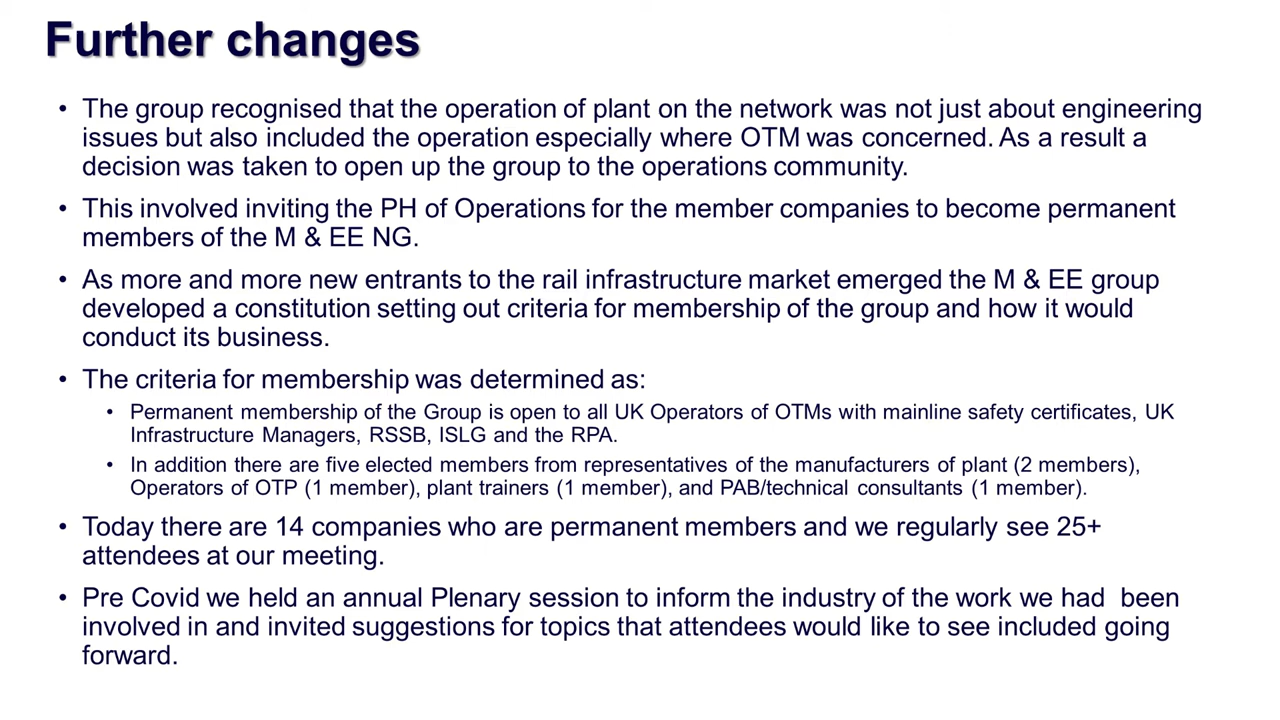 Further changes
• The group recognised that the operation of plant on the network was not just about engineering
issues but also included the operation especially where OTM was concerned. As a result a
decision was taken to open up the group to the operations community.
• This involved inviting the PH of Operations for the member companies to become permanent
members of the M & EE NG.
• As more and more new entrants to the rail infrastructure market emerged the M & EE group
developed a constitution setting out criteria for membership of the group and how it would
conduct its business.
• The criteria for membership was determined as:
• Permanent membership of the Group is open to all UK Operators of OTMs with mainline safety certificates, UK
Infrastructure Managers, RSSB, ISLG and the RPA.
• In addition there are five elected members from representatives of the manufacturers of plant (2 members),
Operators of OTP (1 member), plant trainers (1 member), and PAB/technical consultants (1 member).
• Today there are 14 companies who are permanent members and we regularly see 25+
attendees at our meeting.
• Pre Covid we held an annual Plenary session to inform the industry of the work we had  been
involved in and invited suggestions for topics that attendees would like to see included going
forward.